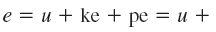 e = u + ke + pe = u +